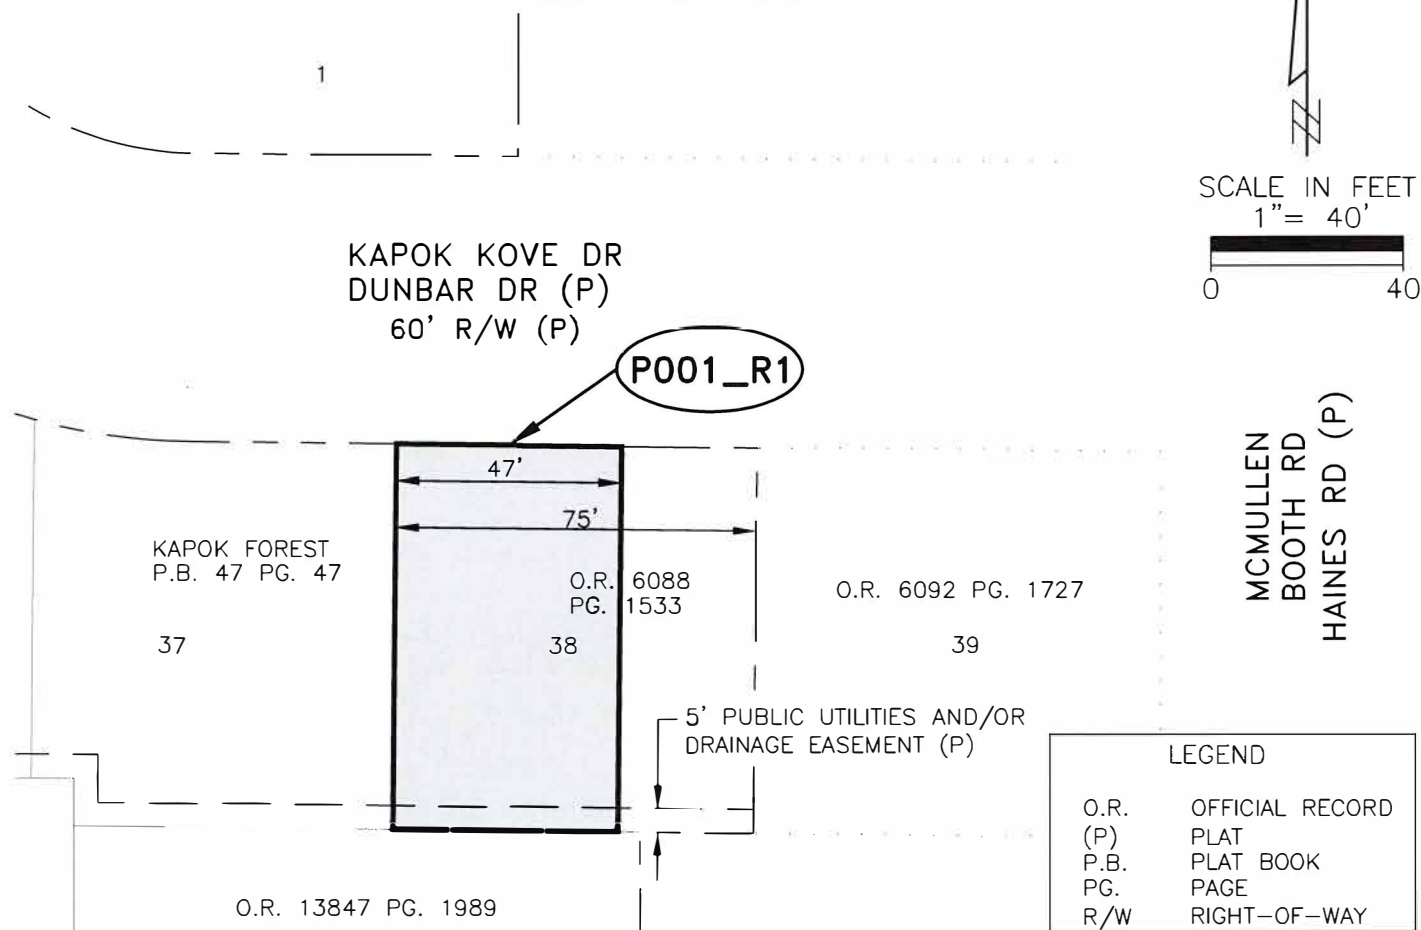 1
SCALE IN FEET
1"= 40'
0 40
KAPOK KOVE DR
DUNBAR DR (P)
60' R/W (P)
P001_R1
47'
75'
KAPOK FOREST
P.B. 47 PG. 47
O.R. 6088
PG. 1533
O.R. 6092 PG. 1727
37
38
39
MCMULLEN
BOOTH RD
HAINES RD (P)
5' PUBLIC UTILITIES AND/OR
DRAINAGE EASEMENT (P)
O.R. 13847 PG. 1989
LEGEND
O.R. OFFICIAL RECORD
(P) PLAT
P.B. PLAT BOOK
PG. PAGE
R/W RIGHT-OF-WAY